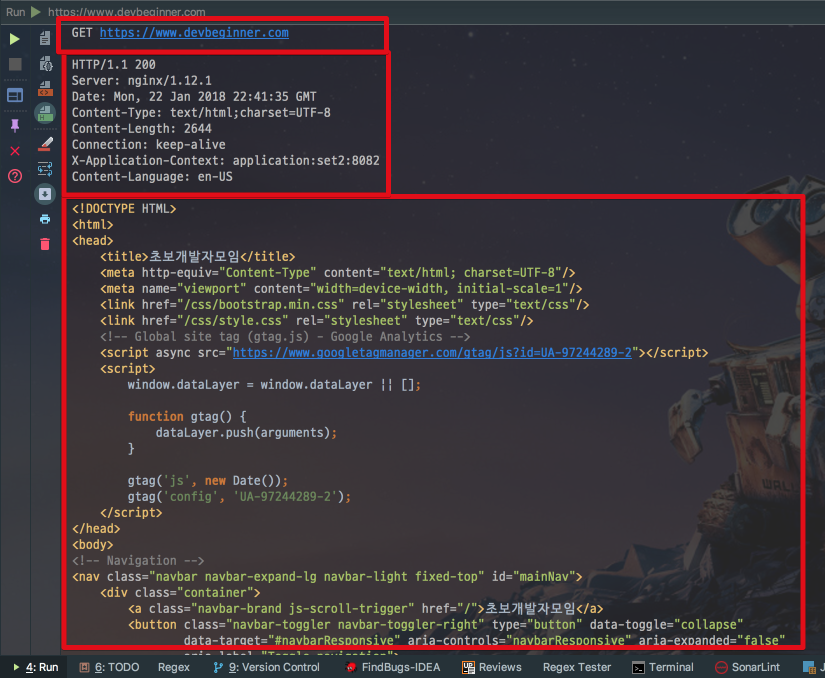 Run https://www.devbeginner.com
GET https://www.devbeginner.com
HTTP/1.1 200
Server: nginx/1.12.1
Date: Mon, 22 Jan 2018 22:41:35 GMT
Content-Type: text/html;charset=UTF-8
Content-Length: 2644
Connection: keep-alive
X-Application-Context: application:set2:8082
Content-Language: en-US
<!DOCTYPE HTML>
<html>
<head>
<title>초보개발자모임</title>
<meta http-equiv="Content-Type" content="text/html; charset=UTF-8"/>
<meta name="viewport" content="width=device-width, initial-scale=1"/>
<link href="/css/bootstrap.min.css" rel="stylesheet" type="text/css"/>
<link href="/css/style.css" rel="stylesheet" type="text/css"/>
<!-- Global site tag (gtag.js) - Google Analytics -->
<script async src="https://www.googletagmanager.com/gtag/js?id=UA-97244289-2"></script>
<script>
window.dataLayer = window.dataLayer || [];
function gtag() {
dataLayer.push(arguments);
}
gtag('js', new Date());
gtag('config', 'UA-97244289-2');
</script>
</head>
<body>
<!-- Navigation -->
<nav class="navbar navbar-expand-lg navbar-light fixed-top" id="mainNav">
<div class="container">
<a class="navbar-brand js-scroll-trigger" href="/">초보개발자모임</a>
<button class="navbar-toggler navbar-toggler-right" type="button" data-toggle="collapse"
data-target="#navbarResponsive" aria-controls="navbarResponsive" aria-expanded="false"
aria-label="Toggle navigation">
WALL
4: Run 6: TODO Regex 9: Version Control FindBugs-IDEA Reviews Regex Tester Terminal SonarLint J